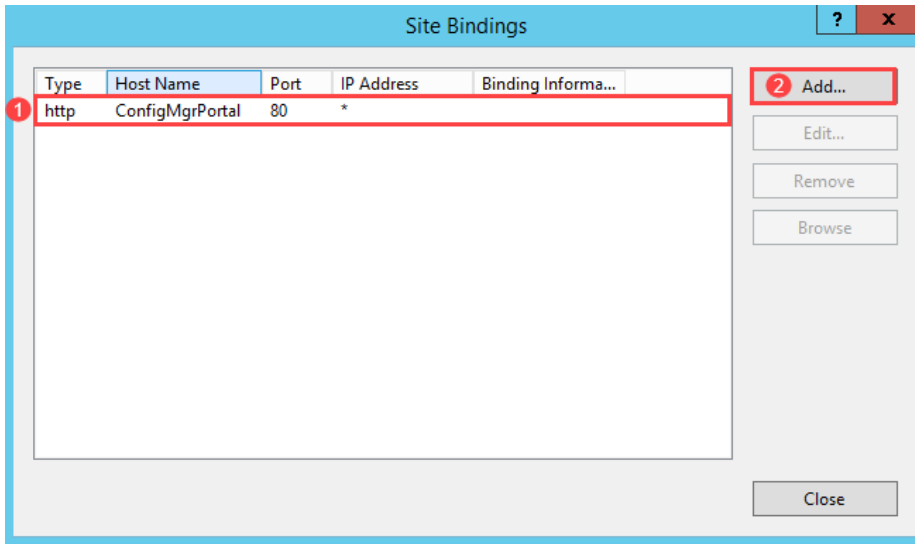 Site Bindings
? x
Type Host Name Port IP Address Binding Informa...
1 http ConfigMgrPortal 80 *
2 Add...
Edit...
Remove
Browse
Close